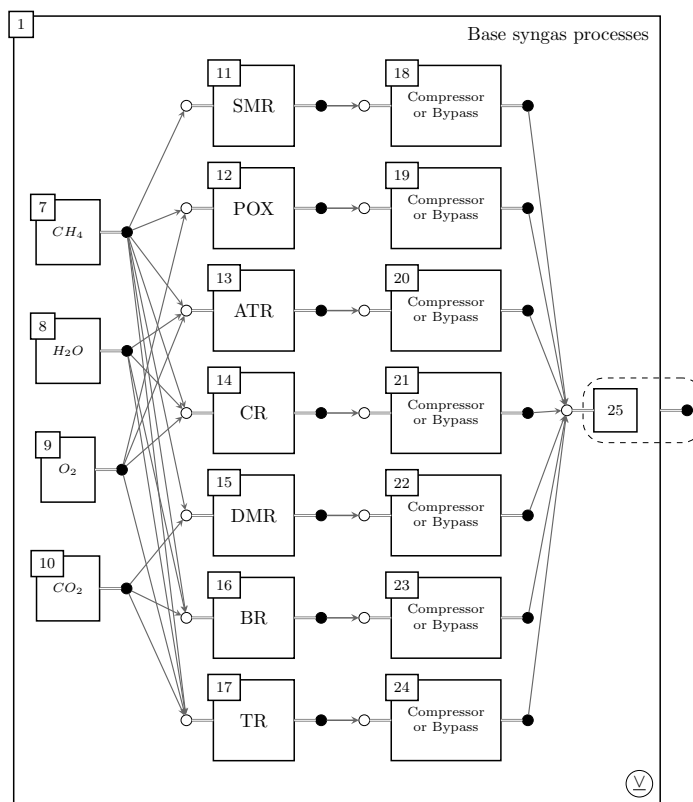 1
Base syngas processes
11
SMR
18
Compressor
or Bypass
12
POX
19
Compressor
or Bypass
7
CH₄
13
ATR
20
Compressor
or Bypass
8
H₂O
14
CR
21
Compressor
or Bypass
25
9
O₂
15
DMR
22
Compressor
or Bypass
10
CO₂
16
BR
23
Compressor
or Bypass
17
TR
24
Compressor
or Bypass
⊻